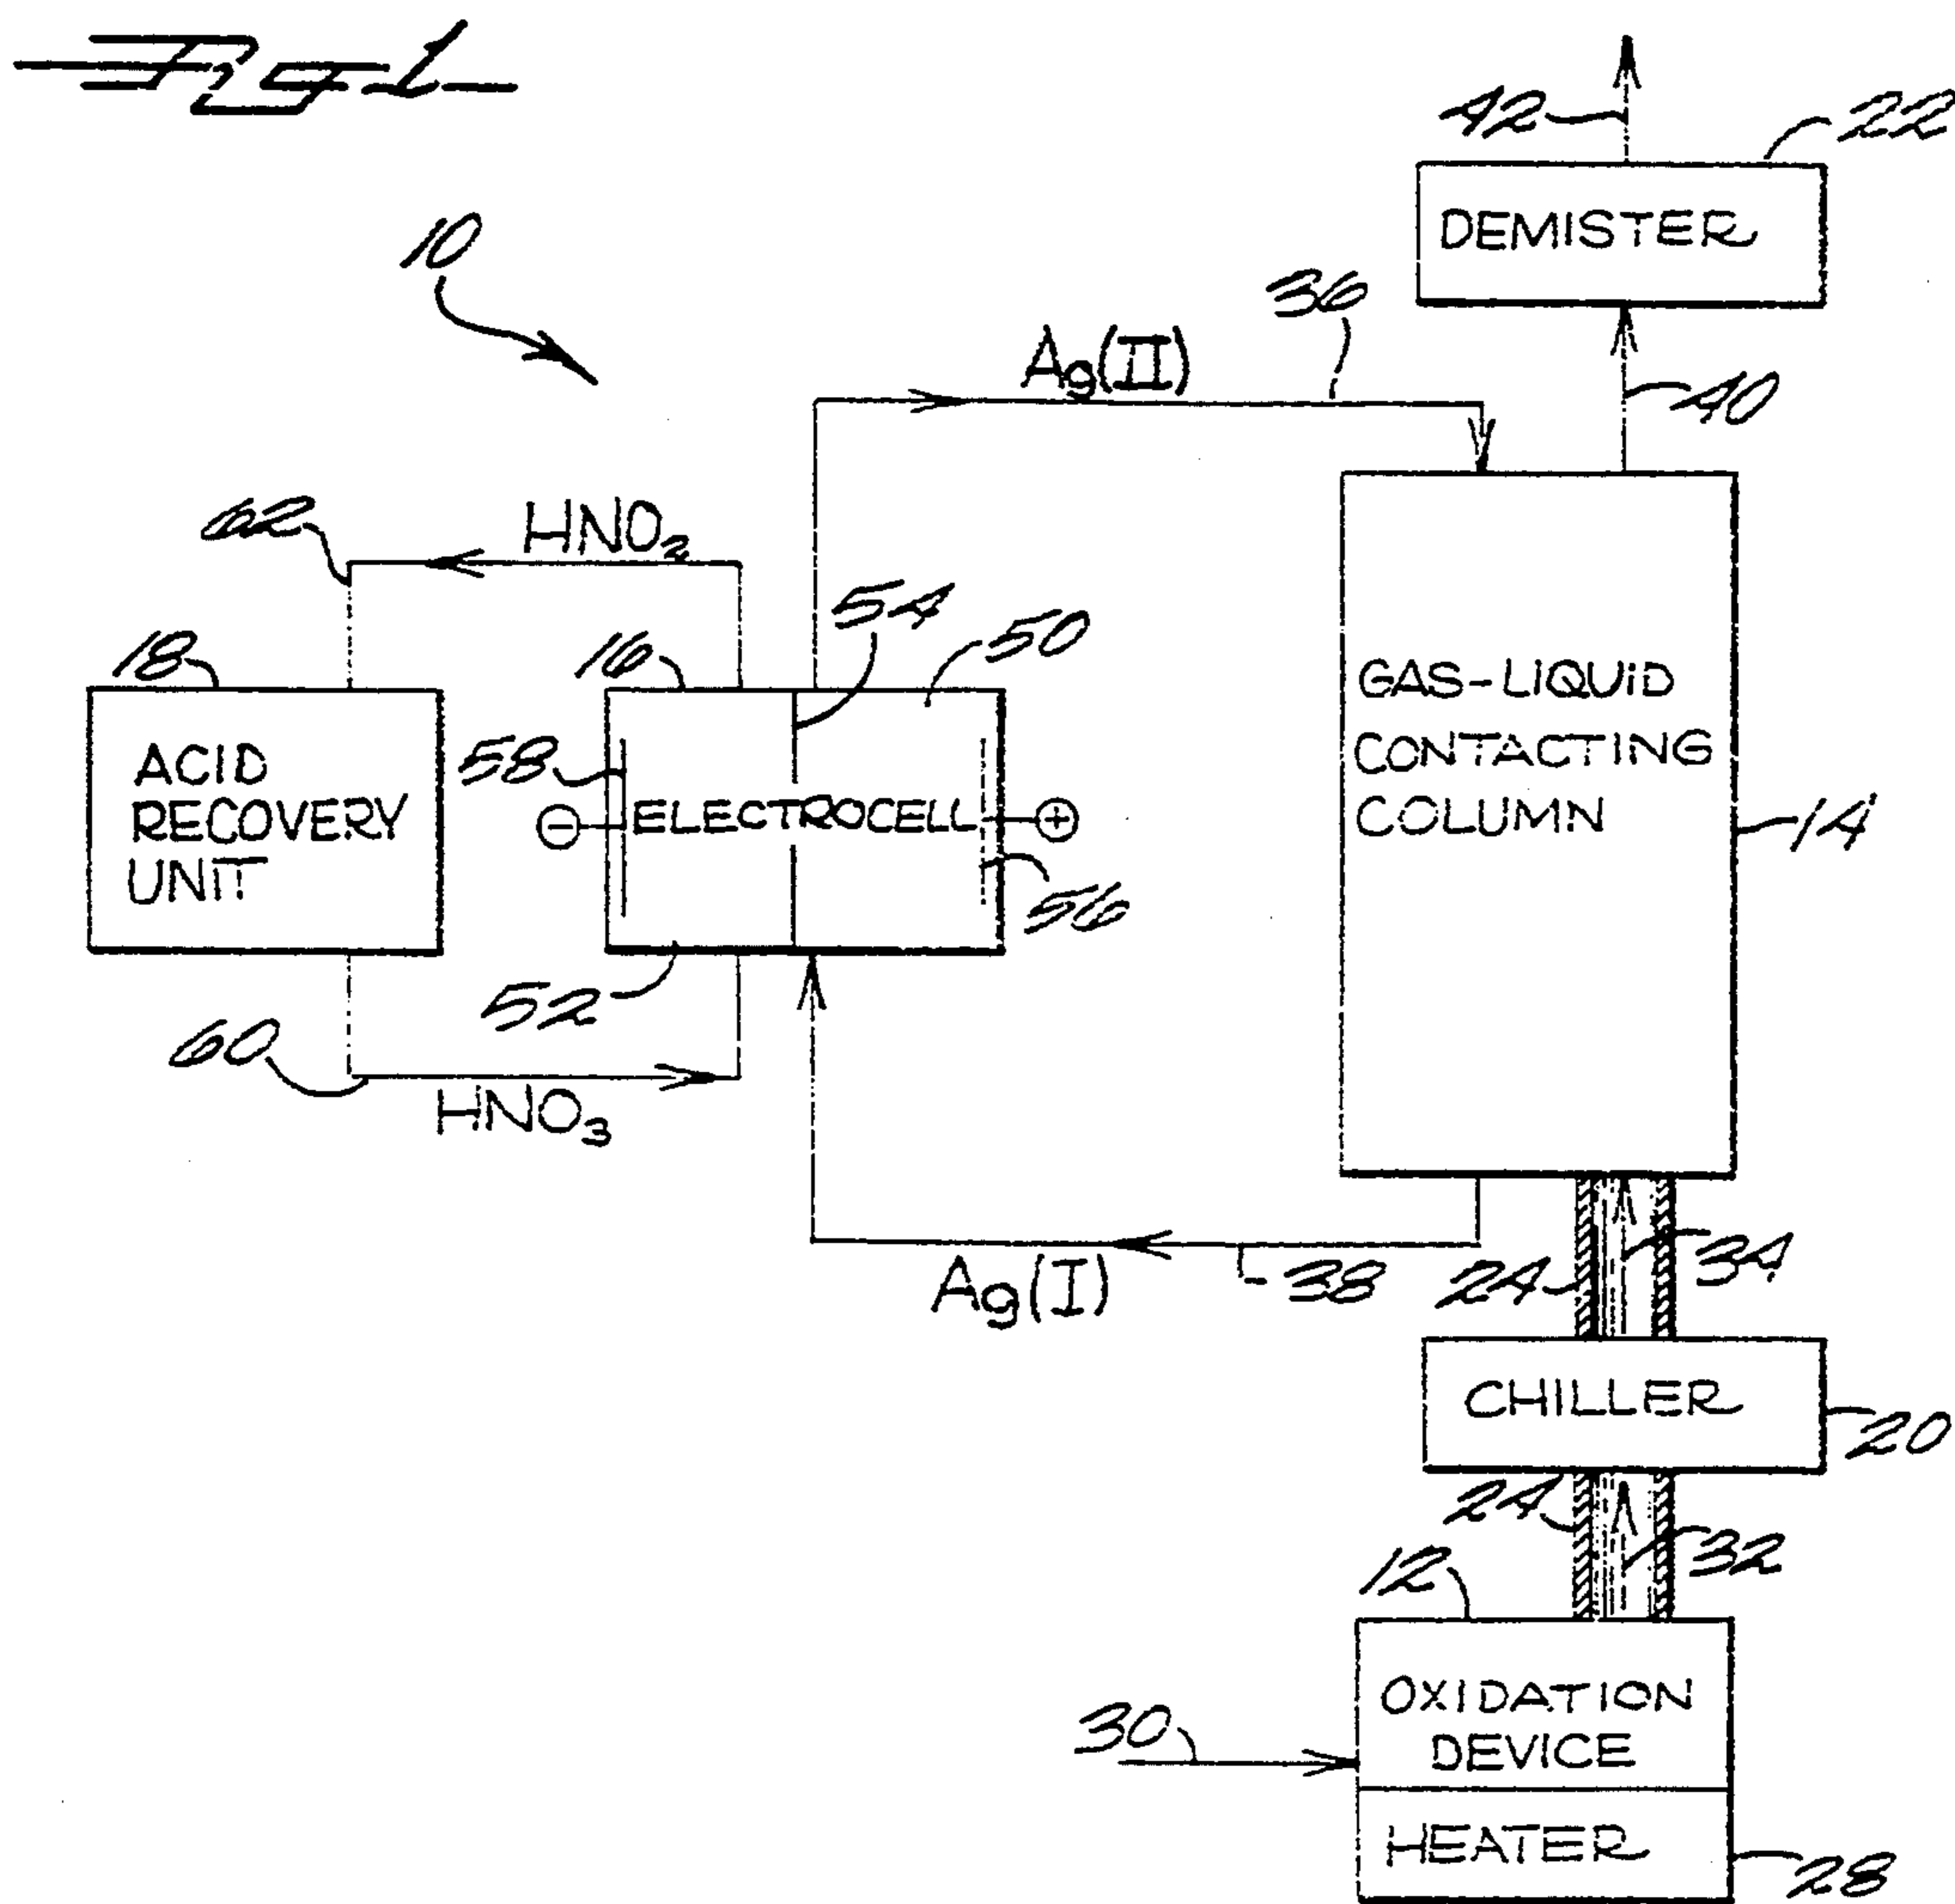 Fig 1
42
22
DEMISTER
10
36
Ag(II)
40
62
HNO₂
54
50
18
16
GAS-LIQUID
CONTACTING
COLUMN
14
ACID
RECOVERY
UNIT
58
−
ELECTROCELL
+
56
52
60
HNO₃
Ag(I)
38
24
34
CHILLER
20
24
32
12
OXIDATION
DEVICE
30
HEATER
28